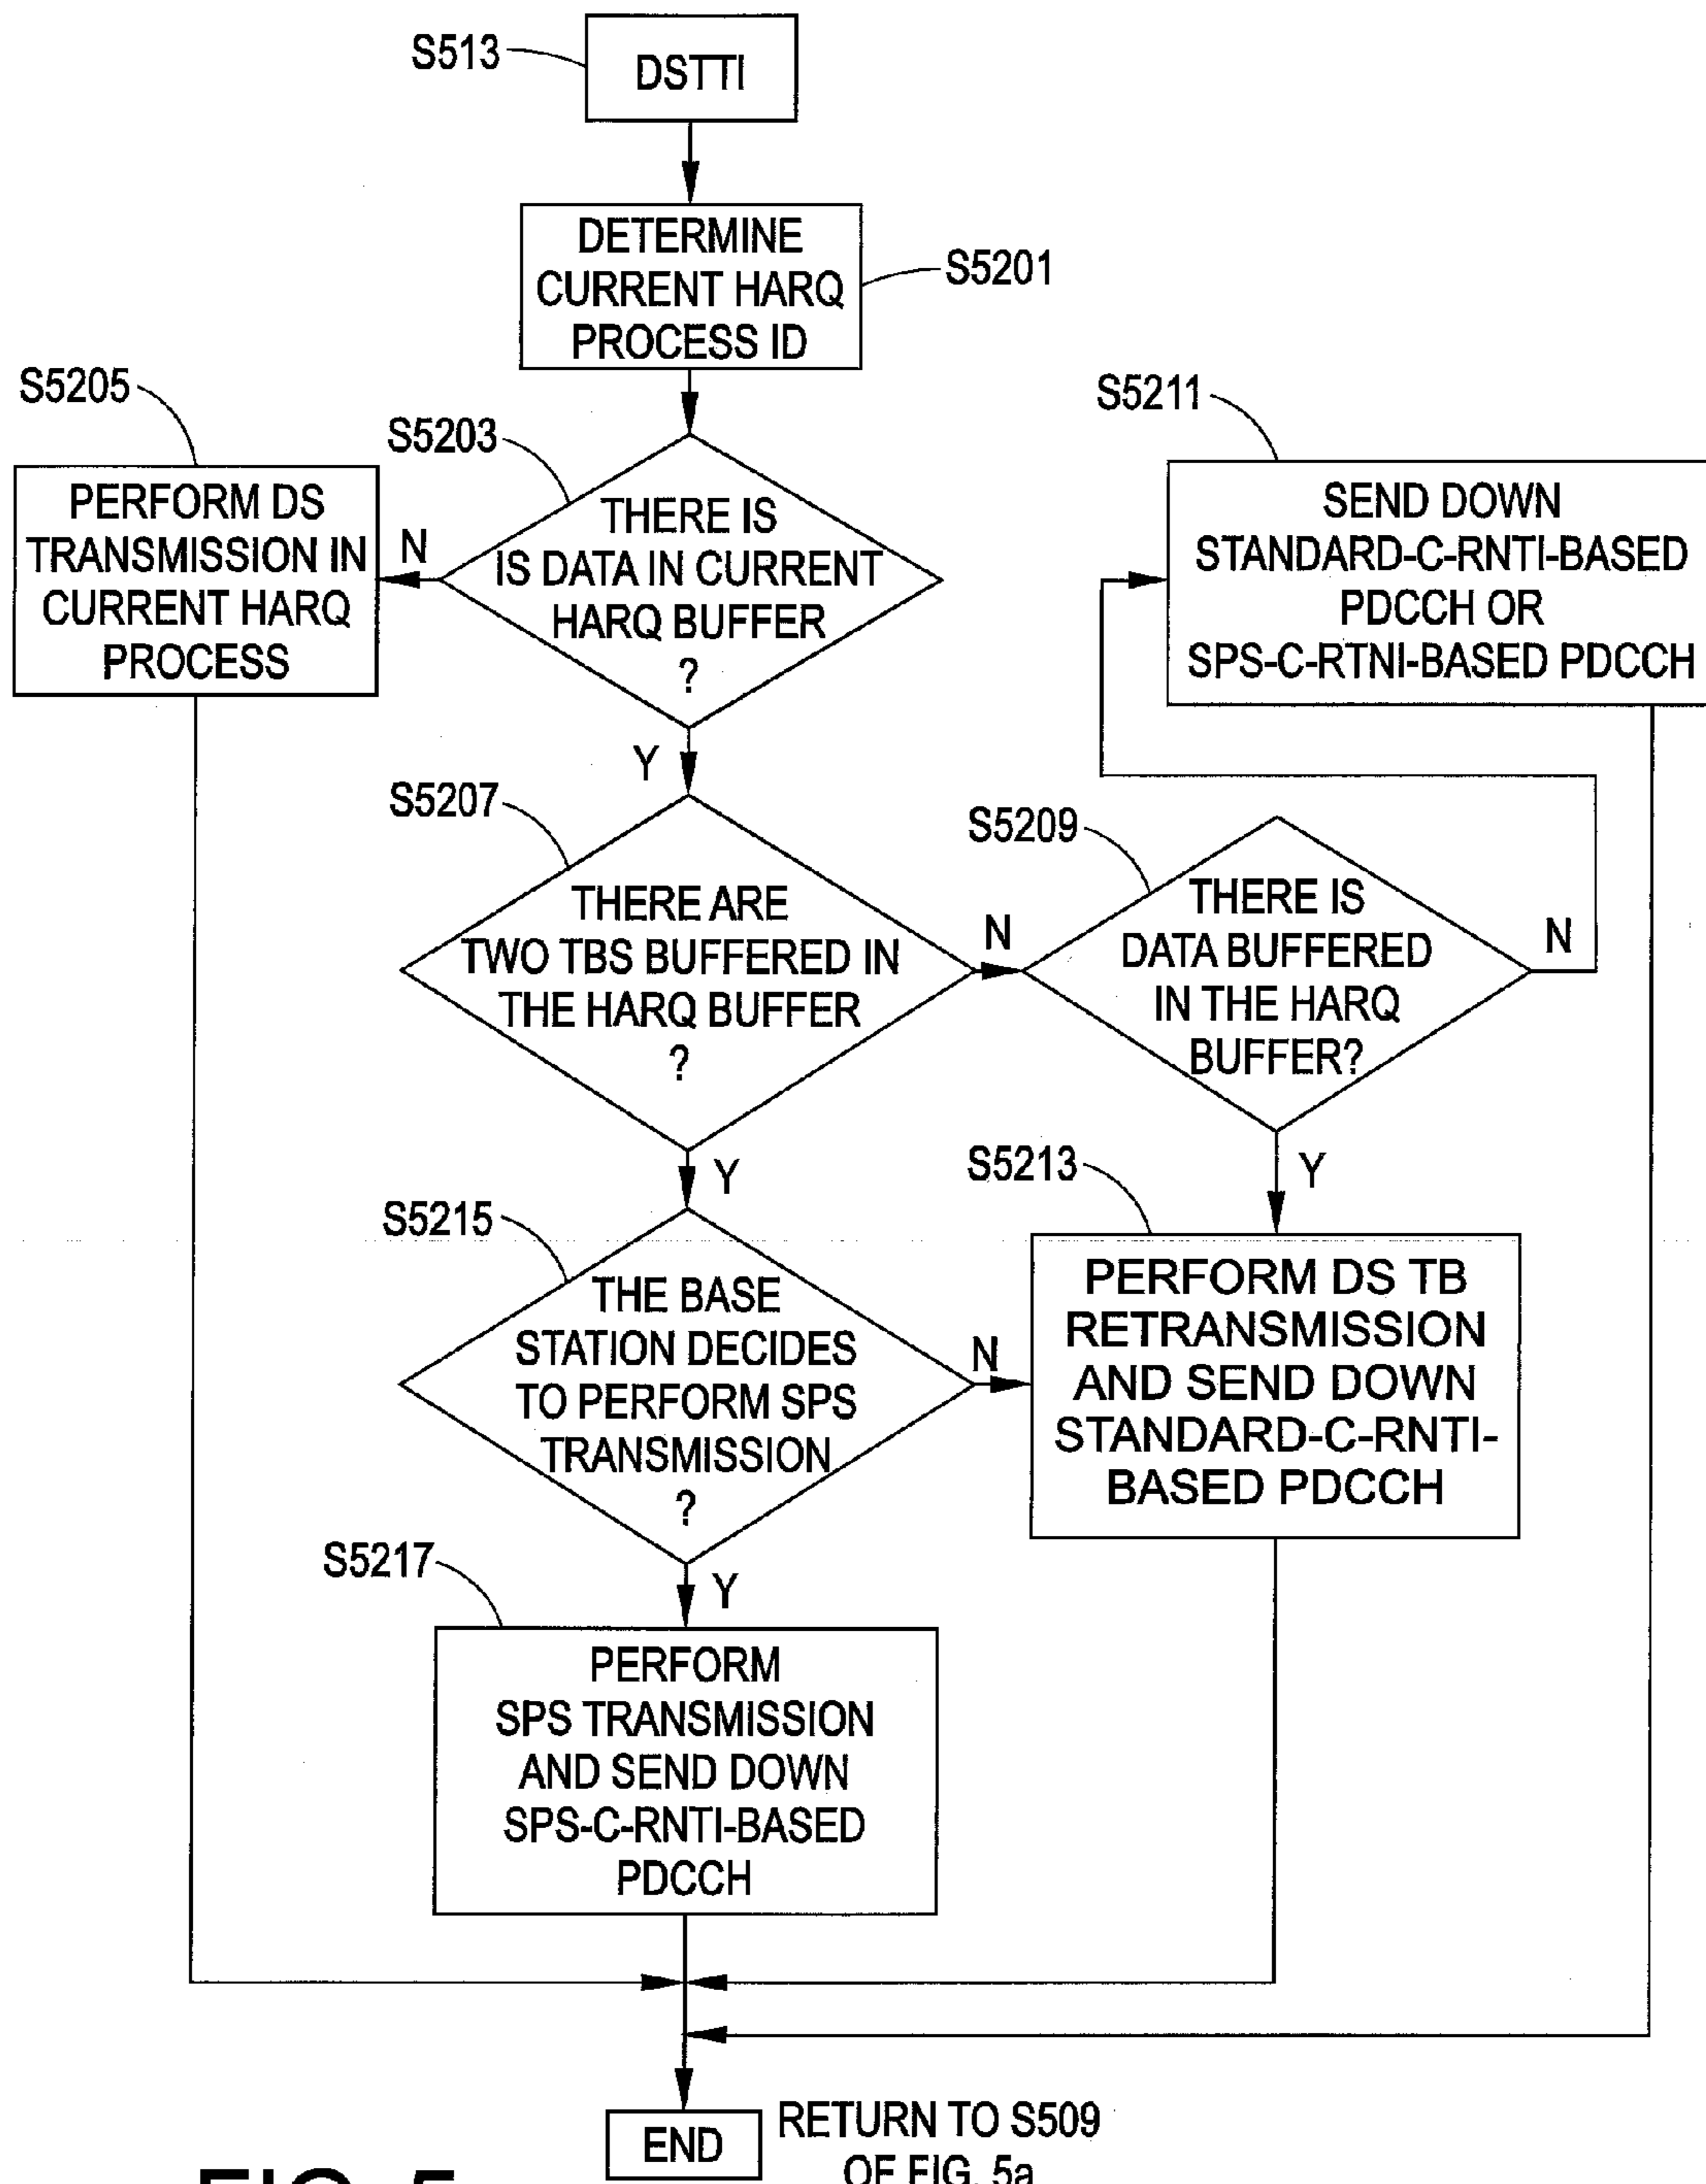 S513
DSTTI
DETERMINE
CURRENT HARQ
PROCESS ID
S5201
S5205
PERFORM DS
TRANSMISSION IN
CURRENT HARQ
PROCESS
S5203
THERE IS
IS DATA IN CURRENT
HARQ BUFFER
?
N
Y
S5211
SEND DOWN
STANDARD-C-RNTI-BASED
PDCCH OR
SPS-C-RTNI-BASED PDCCH
S5207
THERE ARE
TWO TBS BUFFERED IN
THE HARQ BUFFER
?
N
Y
S5209
THERE IS
DATA BUFFERED
IN THE HARQ
BUFFER?
N
Y
S5215
THE BASE
STATION DECIDES
TO PERFORM SPS
TRANSMISSION
?
N
Y
S5213
PERFORM DS TB
RETRANSMISSION
AND SEND DOWN
STANDARD-C-RNTI-
BASED PDCCH
S5217
PERFORM
SPS TRANSMISSION
AND SEND DOWN
SPS-C-RNTI-BASED
PDCCH
END
RETURN TO S509
OF FIG. 5a